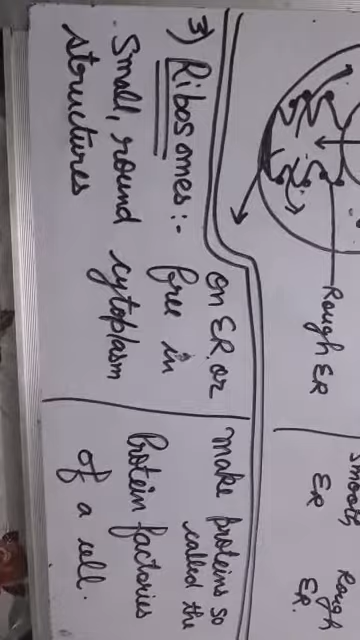 Rough ER
Smooth
ER
Rough
ER.
3) Ribosomes:-
. Small, round
structures
on ER. or
free in
cytoplasm
make proteins so
called the
Protein factories
of a cell.